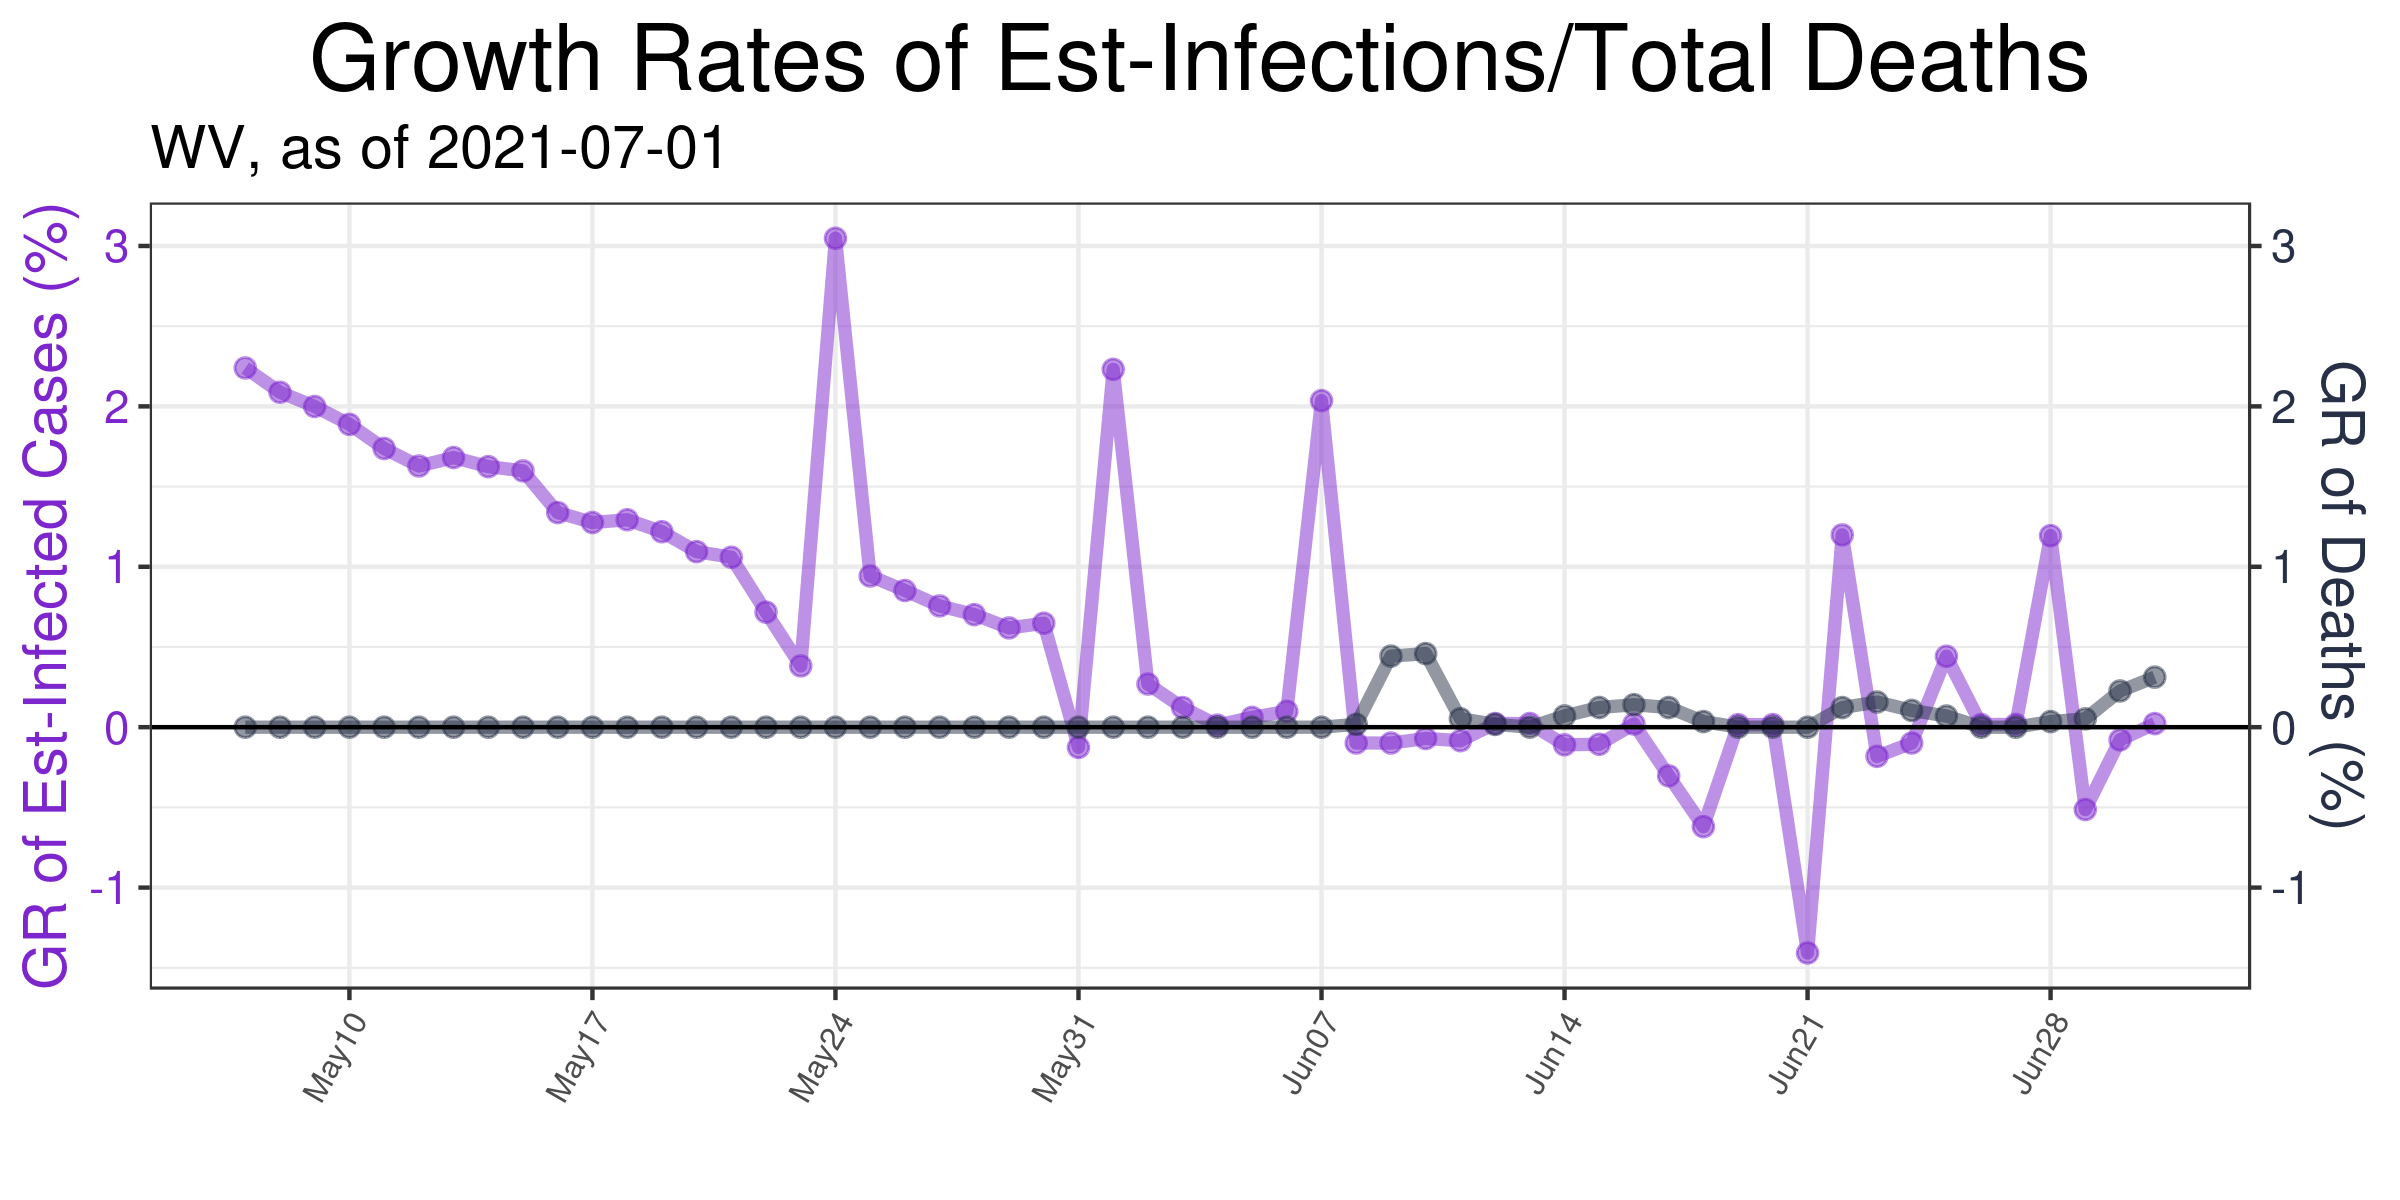 Growth Rates of Est-Infections/Total Deaths
WV, as of 2021-07-01
GR of Est-Infected Cases (%)
3
2
1
0
-1
3
2
1
0
-1
GR of Deaths (%)
May10
May17
May24
May31
Jun07
Jun14
Jun21
Jun28